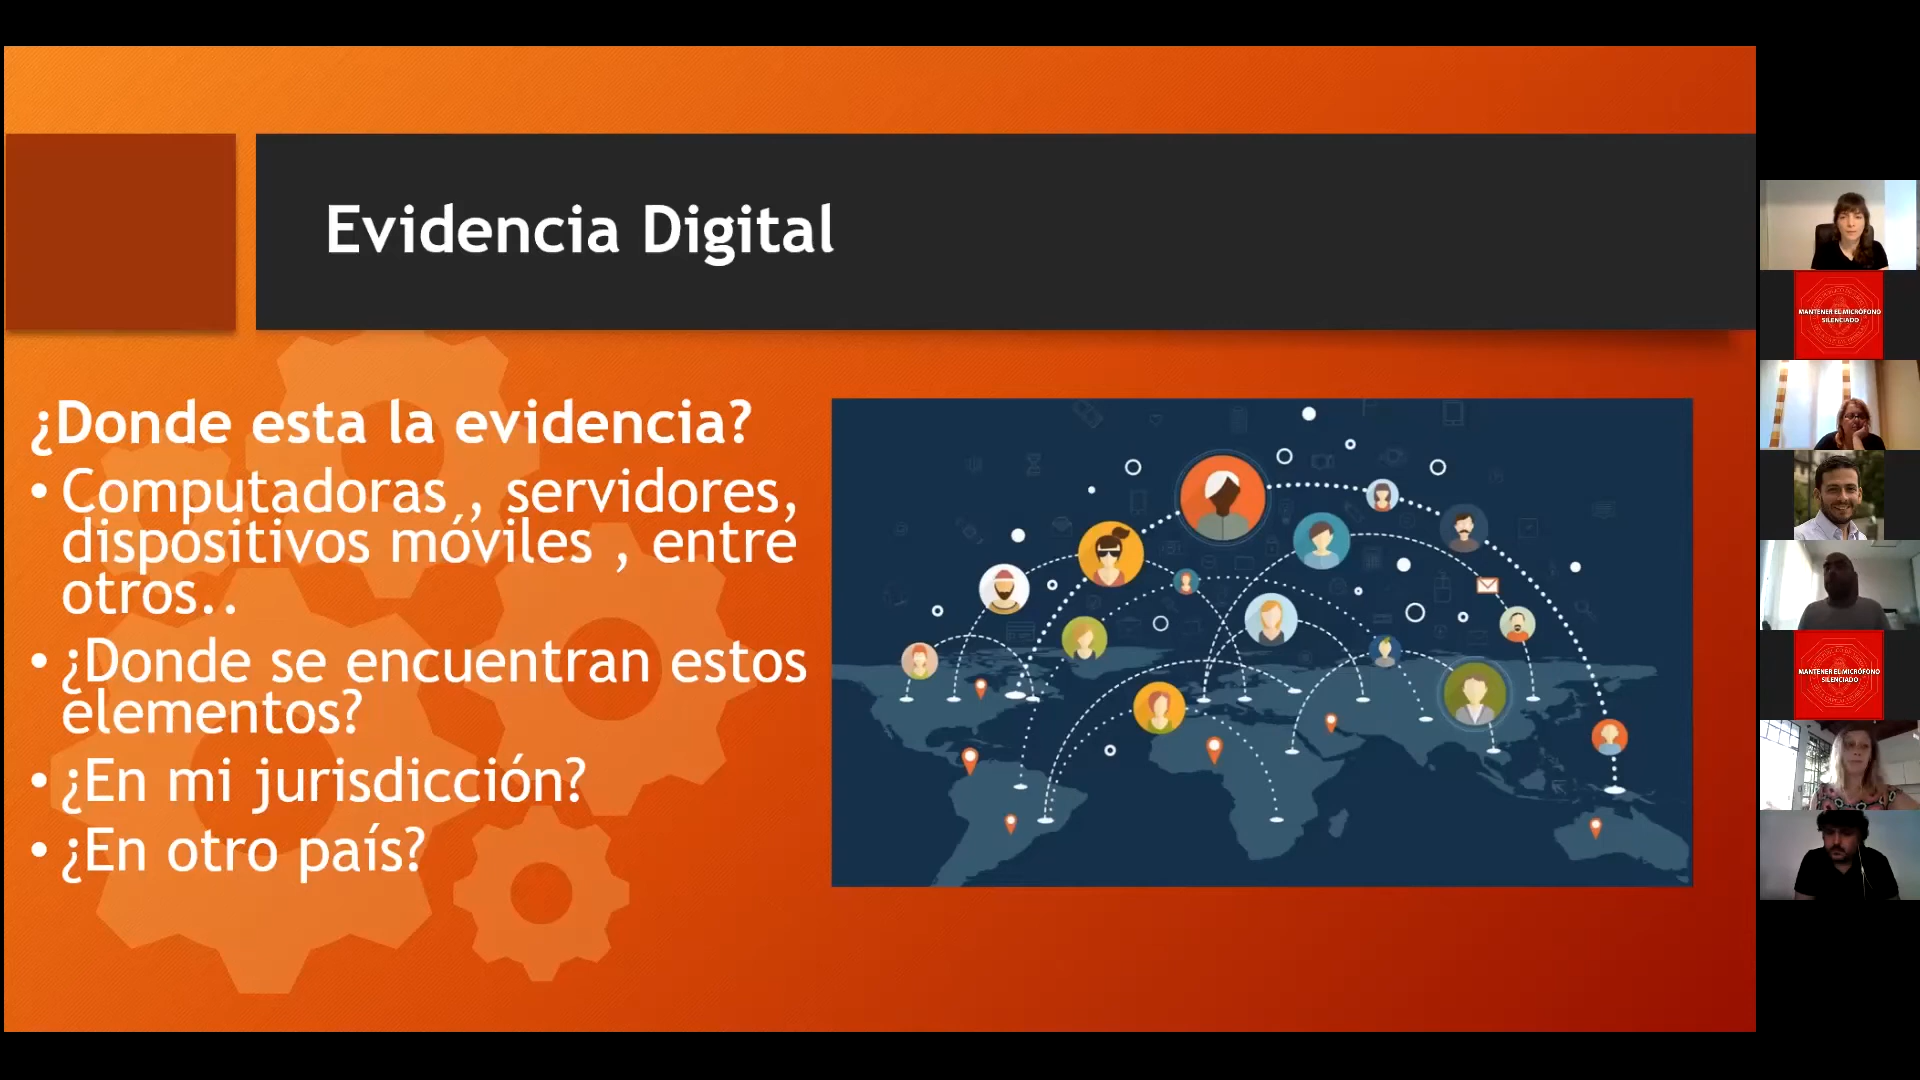 Evidencia Digital
¿Donde esta la evidencia?
• Computadoras , servidores,
dispositivos móviles , entre
otros..
• ¿Donde se encuentran estos
elementos?
• ¿En mi jurisdicción?
• ¿En otro país?
MANTENER EL MICRÓFONO
SILENCIADO
MANTENER EL MICRÓFONO
SILENCIADO